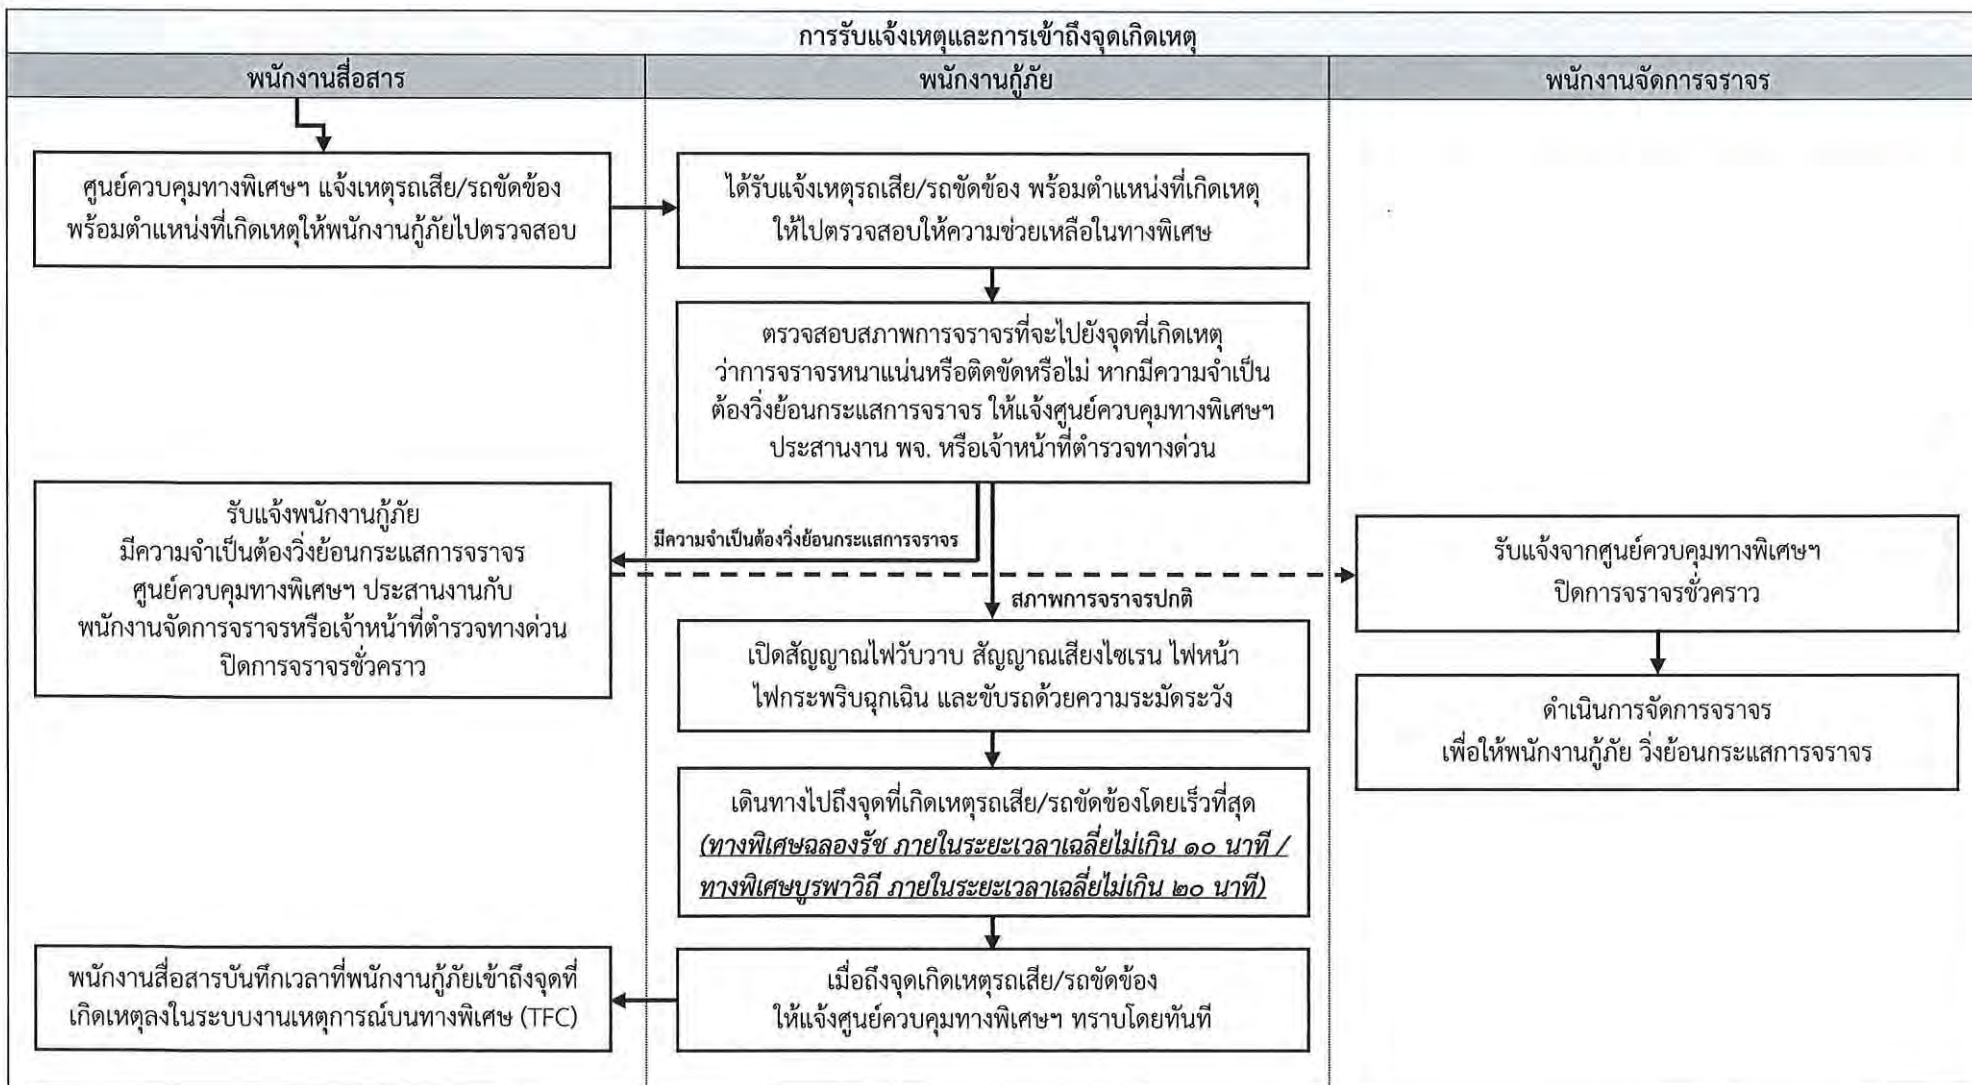 การรับแจ้งเหตุและการเข้าถึงจุดเกิดเหตุ
พนักงานสื่อสาร
พนักงานกู้ภัย
พนักงานจัดการจราจร
ศูนย์ควบคุมทางพิเศษฯ แจ้งเหตุรถเสีย/รถขัดข้อง
พร้อมตำแหน่งที่เกิดเหตุให้พนักงานกู้ภัยไปตรวจสอบ
ได้รับแจ้งเหตุรถเสีย/รถขัดข้อง พร้อมตำแหน่งที่เกิดเหตุ
ให้ไปตรวจสอบให้ความช่วยเหลือในทางพิเศษ
ตรวจสอบสภาพการจราจรที่จะไปยังจุดที่เกิดเหตุ
ว่าการจราจรหนาแน่นหรือติดขัดหรือไม่ หากมีความจำเป็น
ต้องวิ่งย้อนกระแสการจราจร ให้แจ้งศูนย์ควบคุมทางพิเศษฯ
ประสานงาน พจ. หรือเจ้าหน้าที่ตำรวจทางด่วน
รับแจ้งพนักงานกู้ภัย
มีความจำเป็นต้องวิ่งย้อนกระแสการจราจร
ศูนย์ควบคุมทางพิเศษฯ ประสานงานกับ
พนักงานจัดการจราจรหรือเจ้าหน้าที่ตำรวจทางด่วน
ปิดการจราจรชั่วคราว
มีความจำเป็นต้องวิ่งย้อนกระแสการจราจร
สภาพการจราจรปกติ
รับแจ้งจากศูนย์ควบคุมทางพิเศษฯ
ปิดการจราจรชั่วคราว
เปิดสัญญาณไฟวับวาบ สัญญาณเสียงไซเรน ไฟหน้า
ไฟกระพริบฉุกเฉิน และขับรถด้วยความระมัดระวัง
ดำเนินการจัดการจราจร
เพื่อให้พนักงานกู้ภัย วิ่งย้อนกระแสการจราจร
เดินทางไปถึงจุดที่เกิดเหตุรถเสีย/รถขัดข้องโดยเร็วที่สุด
(ทางพิเศษฉลองรัช ภายในระยะเวลาเฉลี่ยไม่เกิน ๑๐ นาที /
ทางพิเศษบูรพาวิถี ภายในระยะเวลาเฉลี่ยไม่เกิน ๒๐ นาที)
พนักงานสื่อสารบันทึกเวลาที่พนักงานกู้ภัยเข้าถึงจุดที่
เกิดเหตุลงในระบบงานเหตุการณ์บนทางพิเศษ (TFC)
เมื่อถึงจุดเกิดเหตุรถเสีย/รถขัดข้อง
ให้แจ้งศูนย์ควบคุมทางพิเศษฯ ทราบโดยทันที